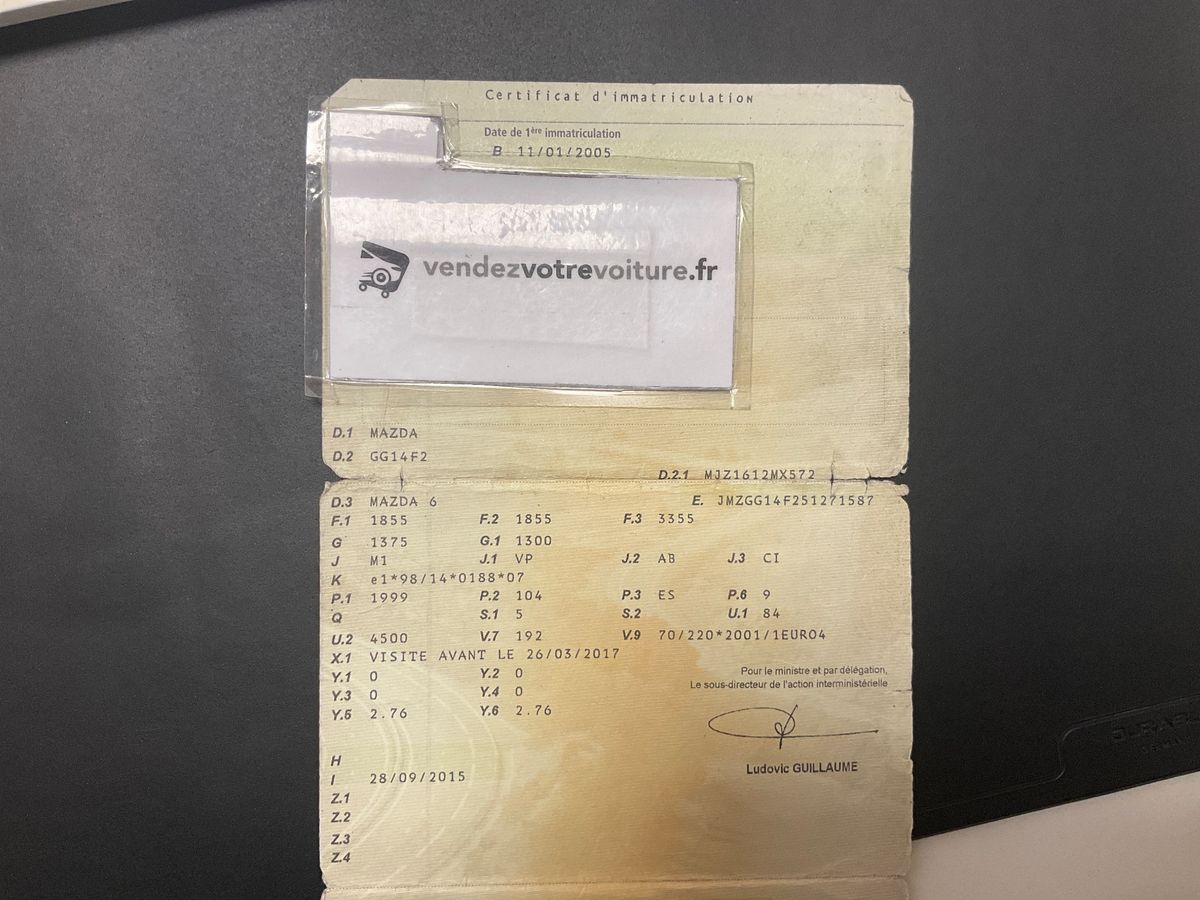 Certificat d'immatriculation
Date de 1ère immatriculation
B 11/01/2005
vendezvotrevoiture.fr
D.1 MAZDA
D.2 GG14F2
D.2.1 MJZ1612MX572
D.3 MAZDA 6 E. JMZGG14F251271587
F.1 1855 F.2 1855 F.3 3355
G 1375 G.1 1300
J M1 J.1 VP J.2 AB J.3 CI
K e1*98/14*0188*07
P.1 1999 P.2 104 P.3 ES P.6 9
Q S.1 5 S.2 U.1 84
U.2 4500 V.7 192 V.9 70/220*2001/1EURO4
X.1 VISITE AVANT LE 26/03/2017
Y.1 0 Y.2 0
Y.3 0 Y.4 0
Y.5 2.76 Y.6 2.76
Pour le ministre et par délégation,
Le sous-directeur de l'action interministérielle
Ludovic GUILLAUME
H
I 28/09/2015
Z.1
Z.2
Z.3
Z.4